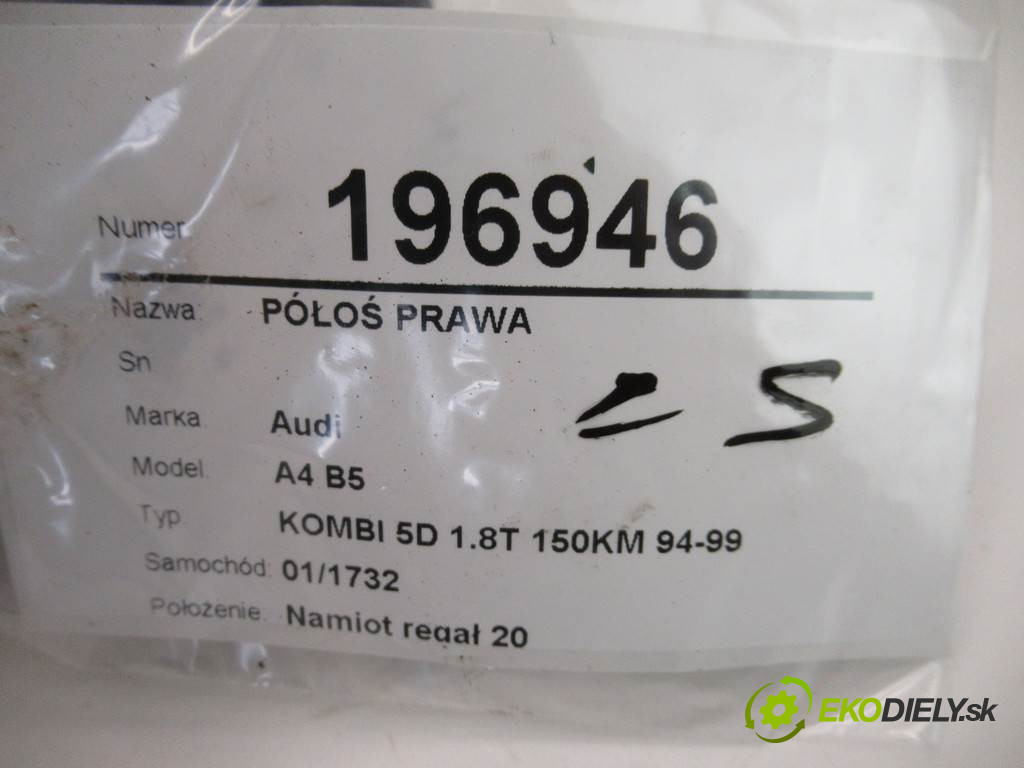 Numer: 196946
Nazwa: PÓŁOŚ PRAWA
Sn
Marka: Audi
Model: A4 B5
Typ KOMBI 5D 1.8T 150KM 94-99
Samochód: 01/1732
Położenie: Namiot regał 20
EKODIELY.sk